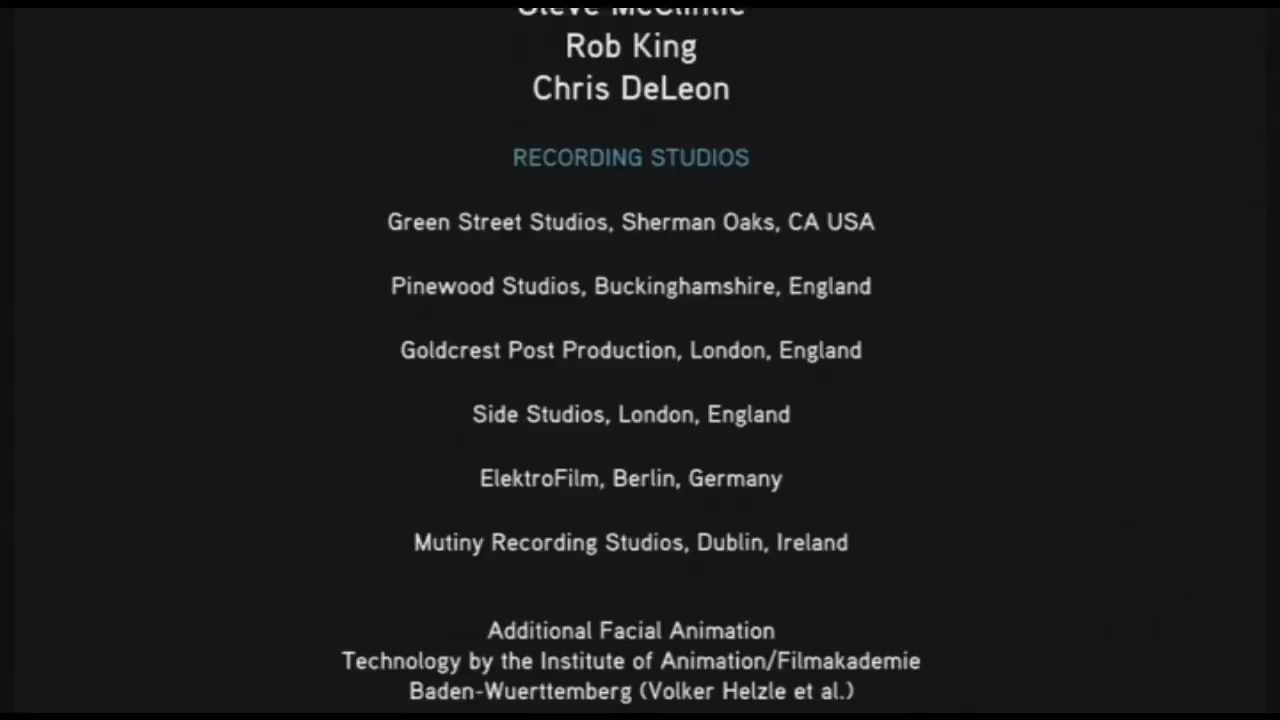 Steve McClintic
Rob King
Chris DeLeon
RECORDING STUDIOS
Green Street Studios, Sherman Oaks, CA USA
Pinewood Studios, Buckinghamshire, England
Goldcrest Post Production, London, England
Side Studios, London, England
ElektroFilm, Berlin, Germany
Mutiny Recording Studios, Dublin, Ireland
Additional Facial Animation
Technology by the Institute of Animation/Filmakademie
Baden-Wuerttemberg (Volker Helzle et al.)